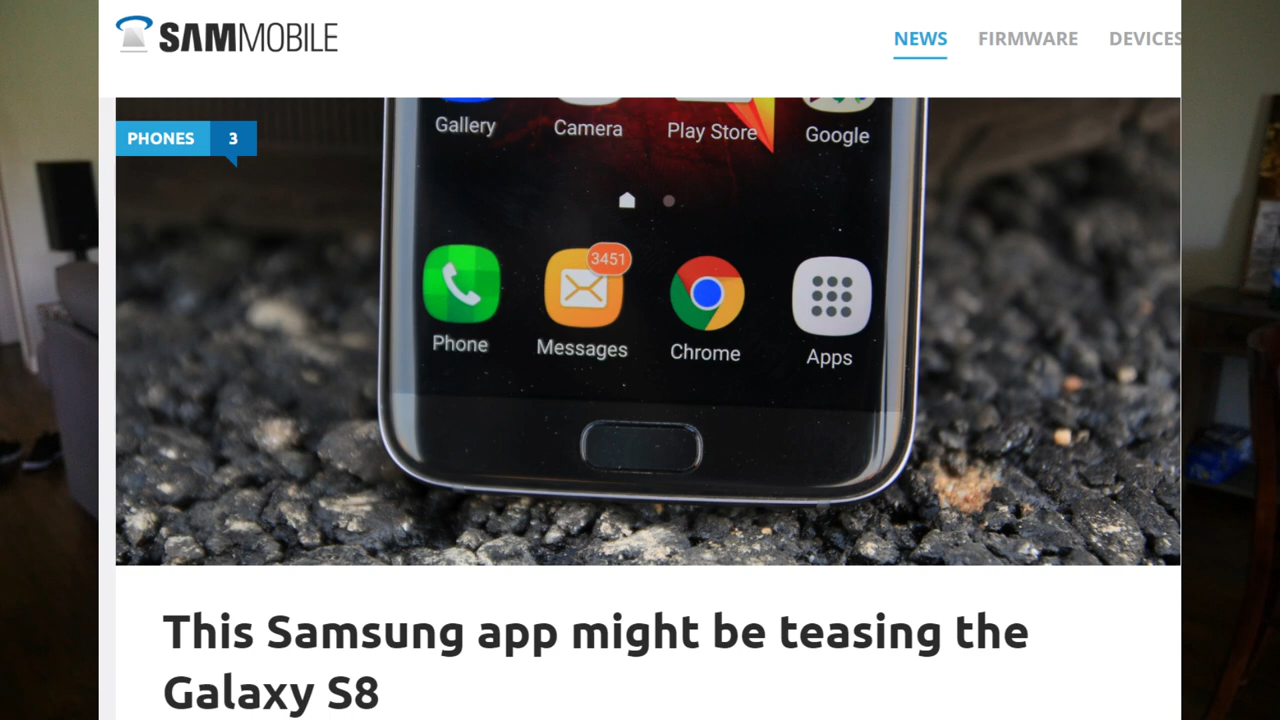 SAMMOBILE
NEWS FIRMWARE DEVICES
PHONES 3
Gallery Camera Play Store Google
3451
Phone Messages Chrome Apps
This Samsung app might be teasing the
Galaxy S8